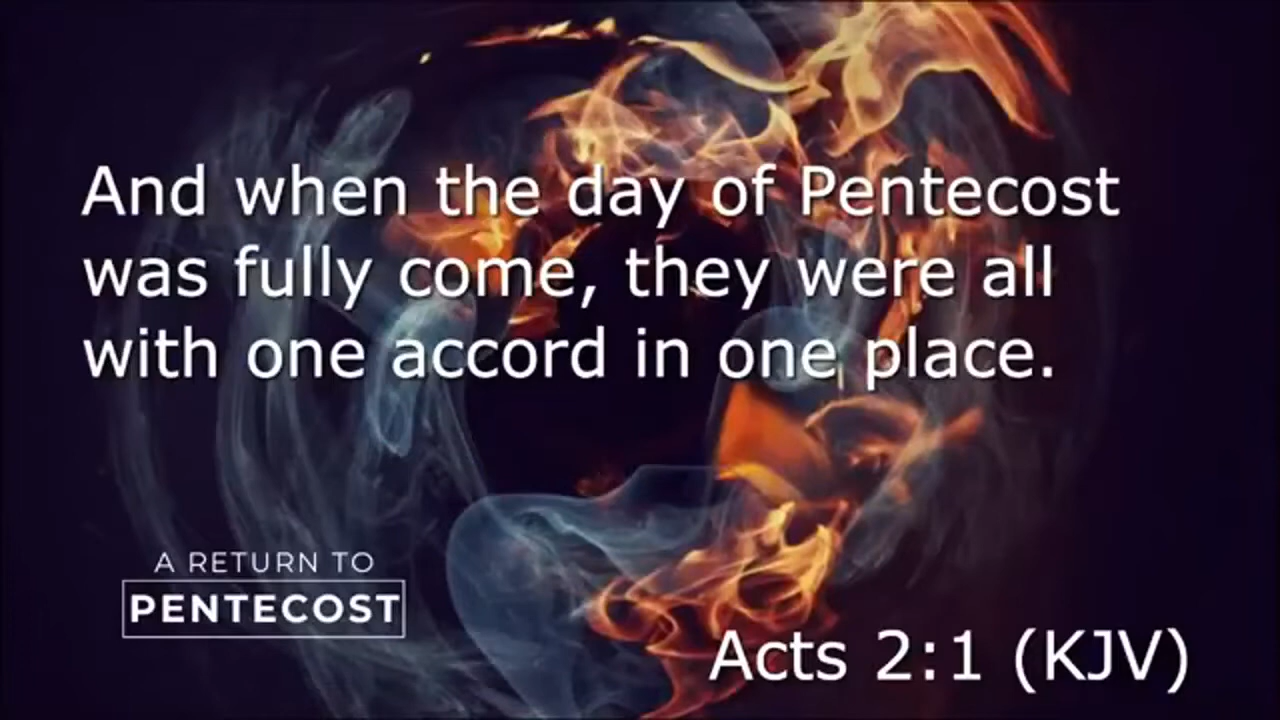 And when the day of Pentecost
was fully come, they were all
with one accord in one place.
A RETURN TO
PENTECOST
Acts 2:1 (KJV)